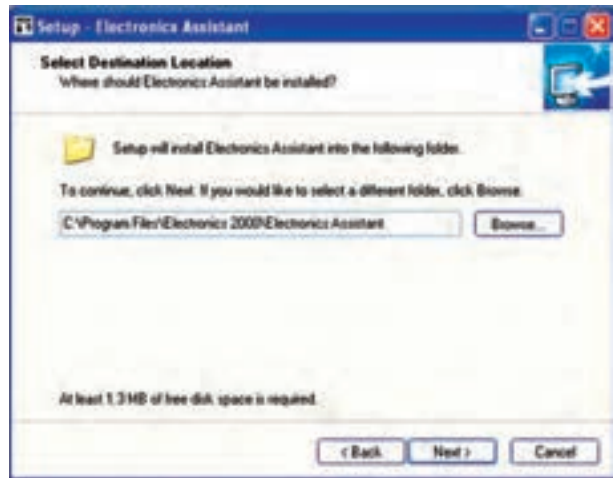 Setup - Electronics Assistant
Select Destination Location
Where should Electronics Assistant be installed?
Setup will install Electronics Assistant into the following folder.
To continue, click Next. If you would like to select a different folder, click Browse.
C:\Program Files\Electronics 2000\Electronics Assistant
Browse...
At least 1.3 MB of free disk space is required.
< Back
Next >
Cancel